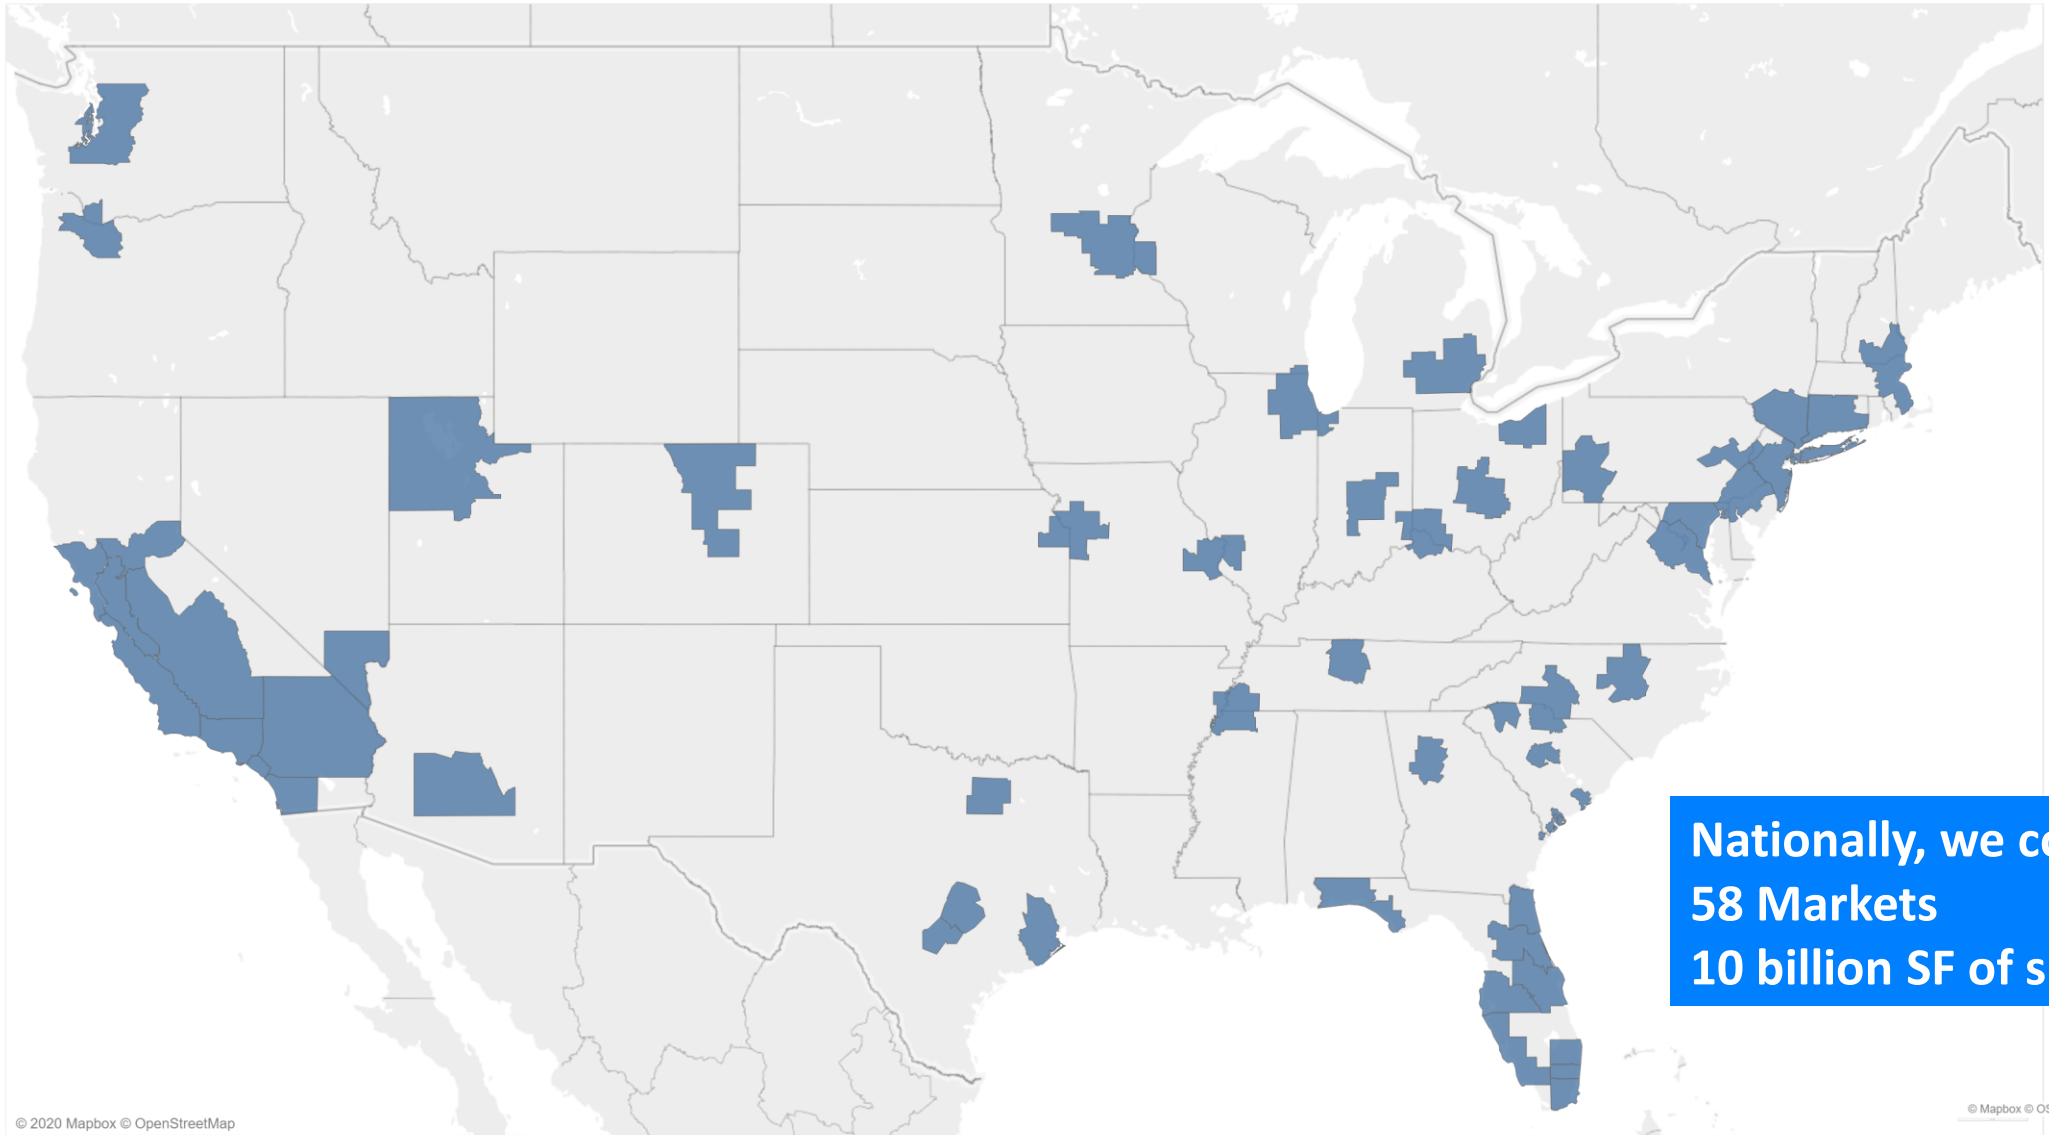 Nationally, we
58 Markets
10 billion SF of
© 2020 Mapbox © OpenStreetMap
© Mapbox ©